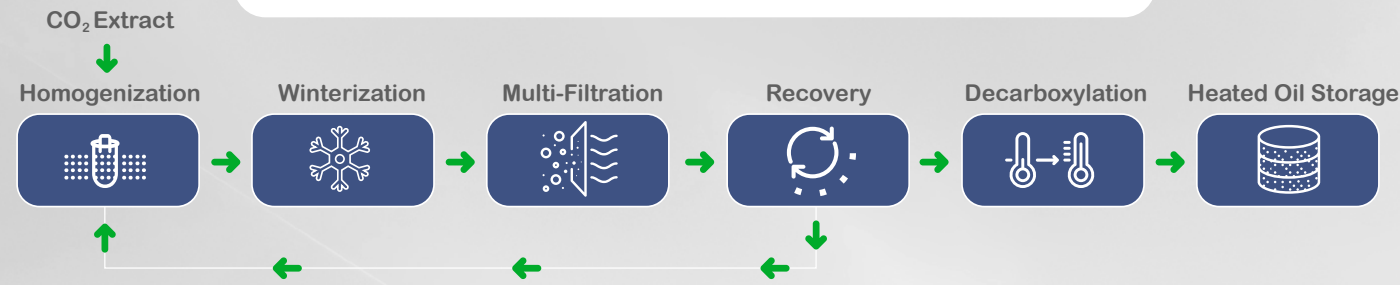 CO₂ Extract
Homogenization
Winterization
Multi-Filtration
Recovery
Decarboxylation
Heated Oil Storage